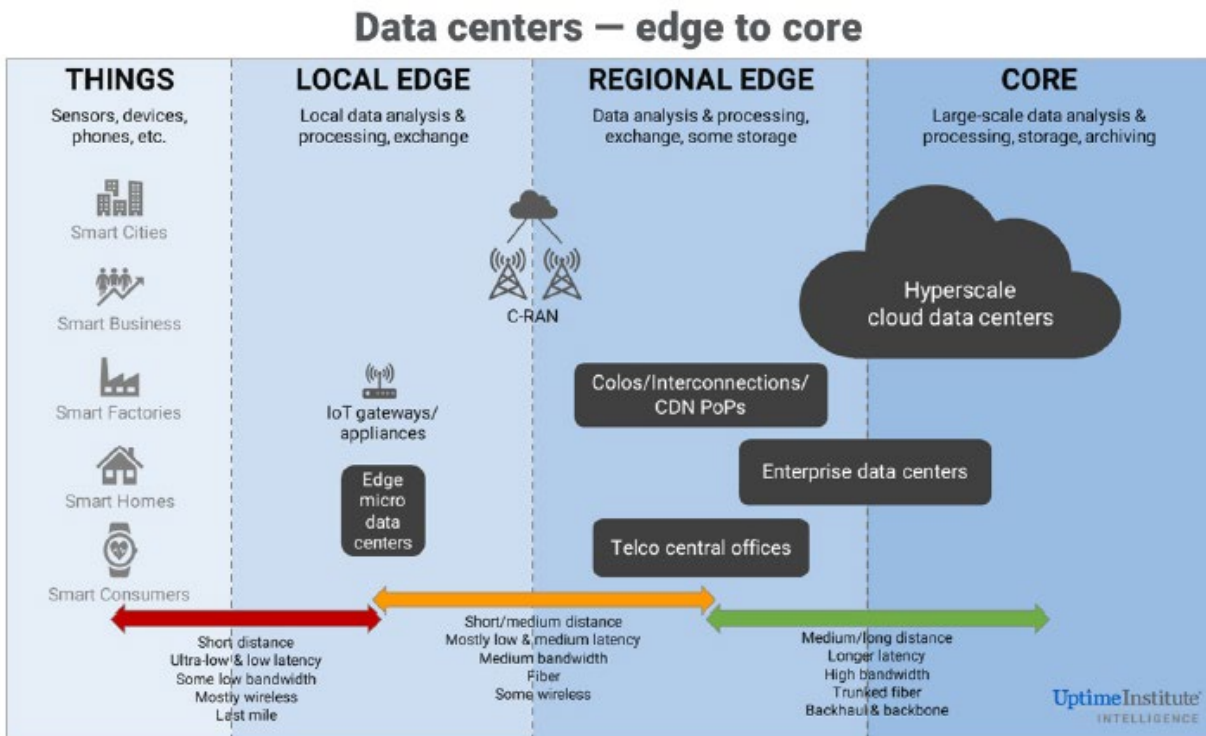 Data centers — edge to core
THINGS
Sensors, devices,
phones, etc.
LOCAL EDGE
Local data analysis &
processing, exchange
REGIONAL EDGE
Data analysis & processing,
exchange, some storage
CORE
Large-scale data analysis &
processing, storage, archiving
Smart Cities
Smart Business
Smart Factories
Smart Homes
Smart Consumers
C-RAN
IoT gateways/
appliances
Edge
micro
data
centers
Hyperscale
cloud data centers
Colos/Interconnections/
CDN PoPs
Enterprise data centers
Telco central offices
Short distance
Ultra-low & low latency
Some low bandwidth
Mostly wireless
Last mile
Short/medium distance
Mostly low & medium latency
Medium bandwidth
Fiber
Some wireless
Medium/long distance
Longer latency
High bandwidth
Trunked fiber
Backhaul & backbone
UptimeInstitute®
INTELLIGENCE